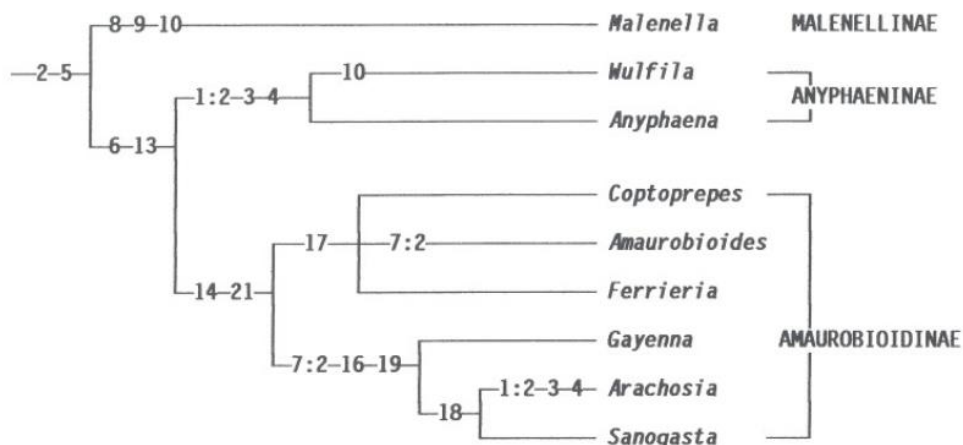 8-9-10 Malenella MALENELLINAE
2-5
10 Wulfila
1:2-3-4 ANYPHAENINAE
Anyphaena
6-13
Coptoprepes
17 7:2 Amaurobioides
14-21 Ferrieria
Gayenna AMAUROBIOIDINAE
7:2-16-19
1:2-3-4 Arachosia
18
Sanogasta